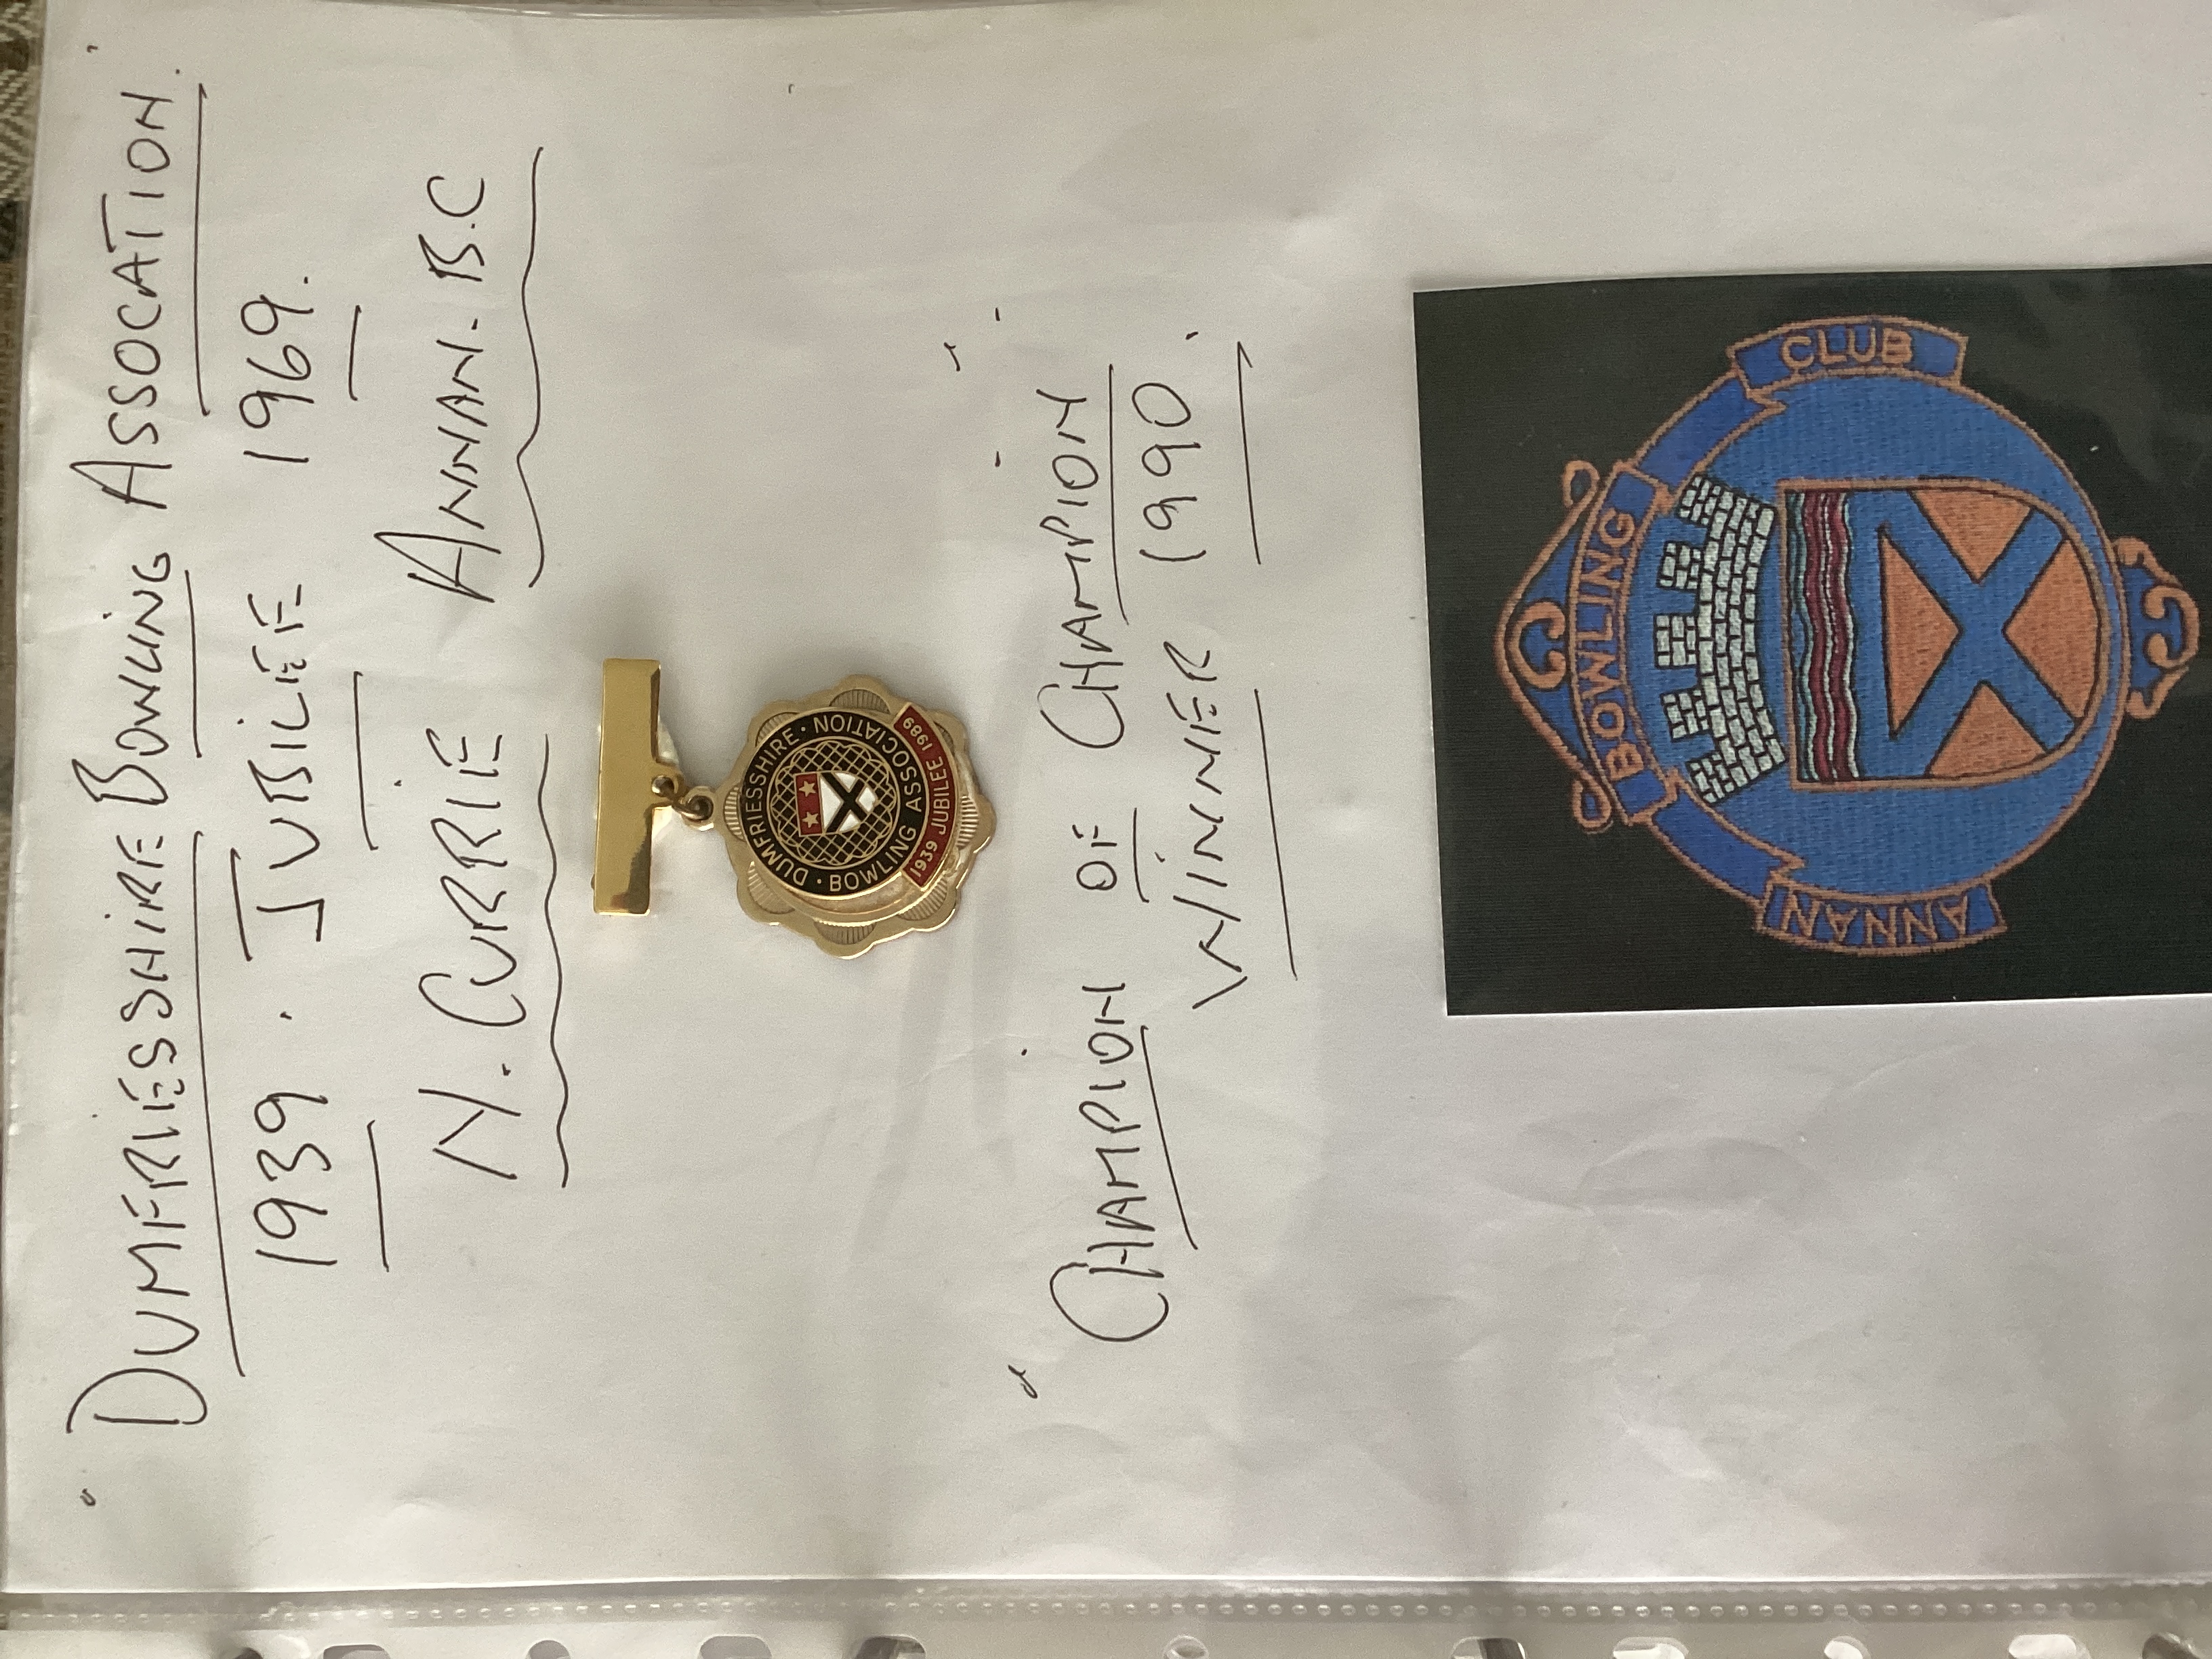 " DUMFRIESSHIRE BOWLING ASSOCATION. "
1939 . JUBILEE 1969.
N. CURRIE ANNAN. B.C
DUMFRIESSHIRE · BOWLING ASSOCIATION ·
1939 JUBILEE 1989
" CHAMPION OF CHAMPION "
WINNER 1990.
ANNAN BOWLING CLUB